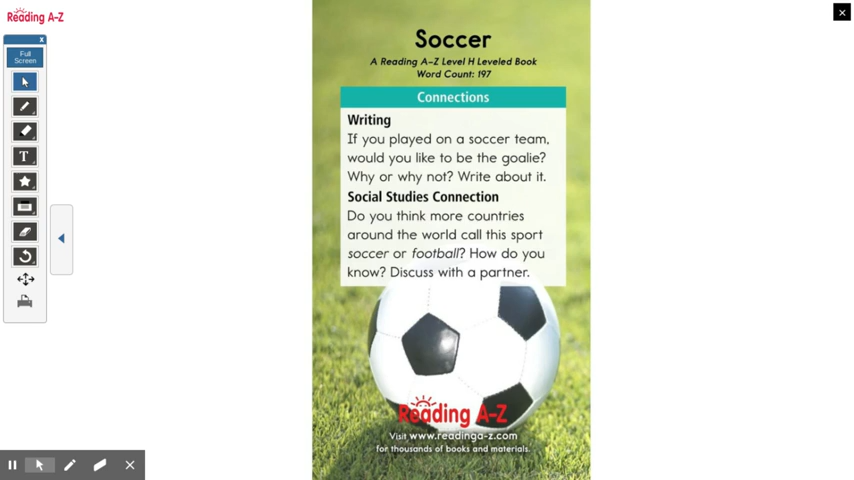 Reading A-Z
x
Full
Screen
T
Soccer
A Reading A–Z Level H Leveled Book
Word Count: 197
Connections
Writing
If you played on a soccer team,
would you like to be the goalie?
Why or why not? Write about it.
Social Studies Connection
Do you think more countries
around the world call this sport
soccer or football? How do you
know? Discuss with a partner.
Reading A-Z
Visit www.readinga-z.com
for thousands of books and materials.